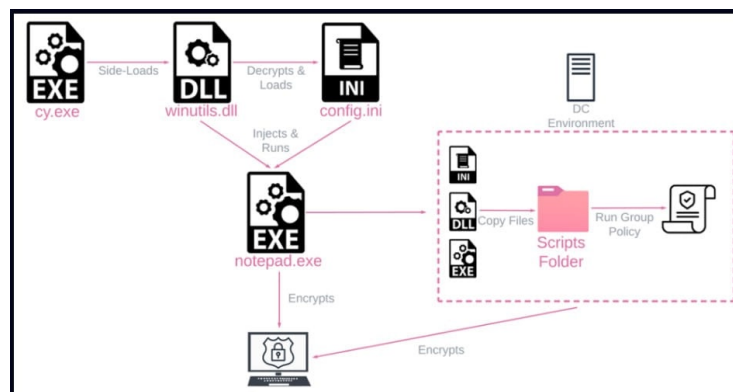 EXE
cy.exe
Side-Loads
DLL
winutils.dll
Decrypts &
Loads
INI
config.ini
Injects &
Runs
EXE
notepad.exe
Encrypts
DC
Environment
INI
DLL
EXE
Copy Files
Scripts
Folder
Run Group
Policy
Encrypts